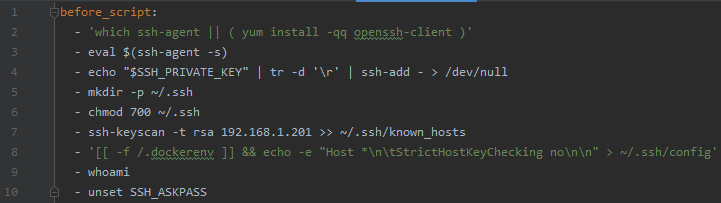 1 before_script:
2 - 'which ssh-agent || ( yum install -qq openssh-client )'
3 - eval $(ssh-agent -s)
4 - echo "$SSH_PRIVATE_KEY" | tr -d '\r' | ssh-add - > /dev/null
5 - mkdir -p ~/.ssh
6 - chmod 700 ~/.ssh
7 - ssh-keyscan -t rsa 192.168.1.201 >> ~/.ssh/known_hosts
8 - '[[ -f /.dockerenv ]] && echo -e "Host *\n\tStrictHostKeyChecking no\n\n" > ~/.ssh/config'
9 - whoami
10 - unset SSH_ASKPASS